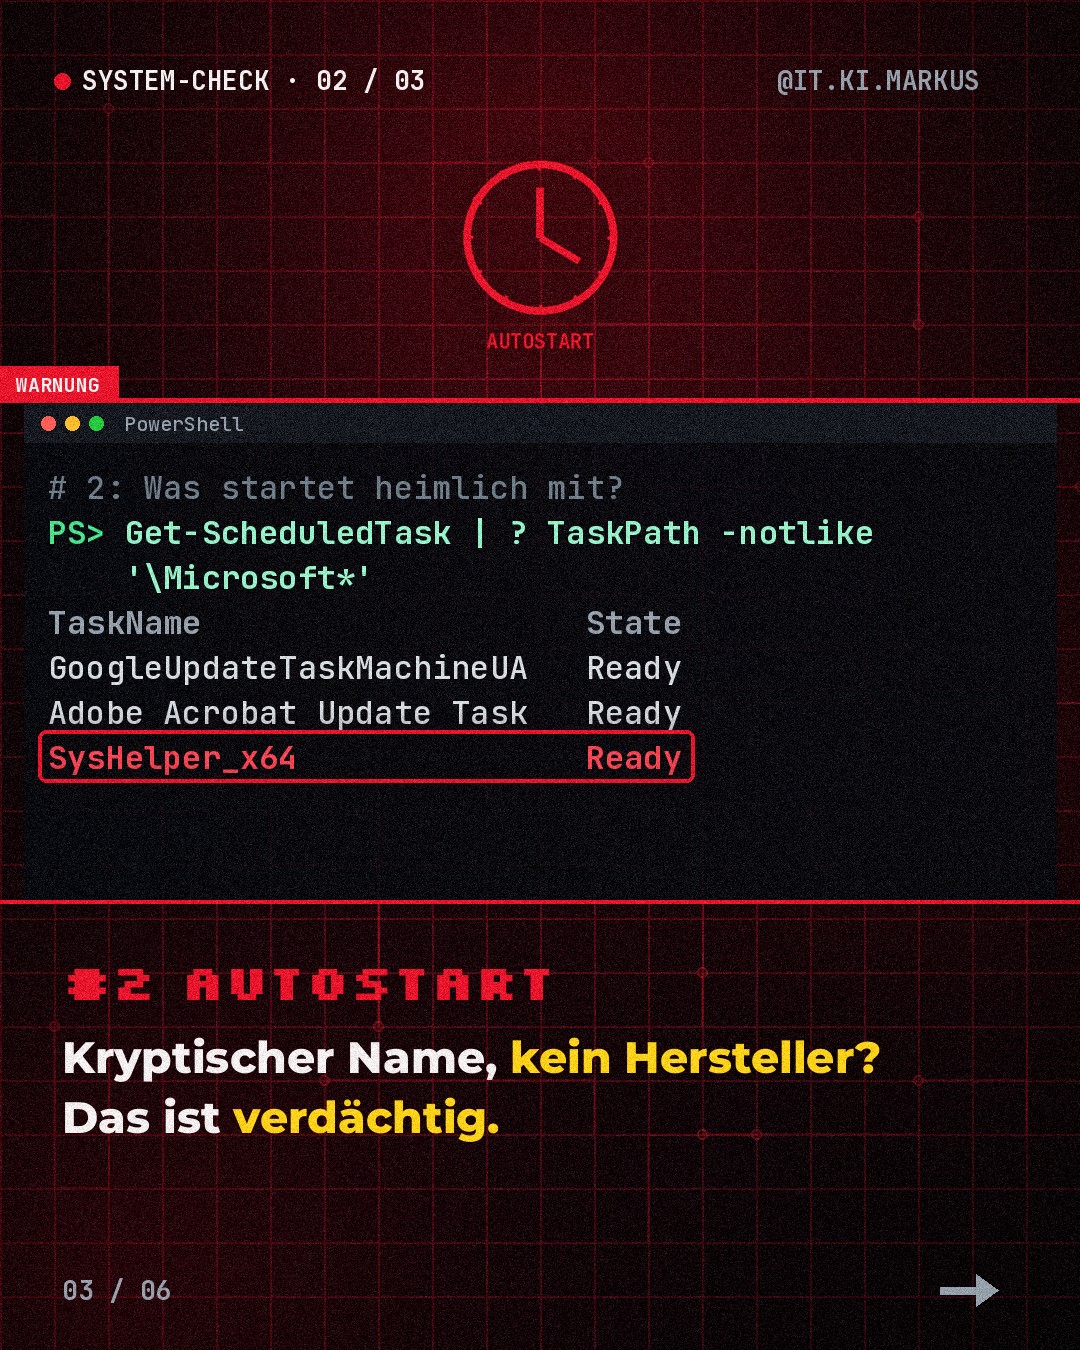 SYSTEM-CHECK · 02 / 03
@IT.KI.MARKUS
AUTOSTART
WARNUNG
PowerShell
# 2: Was startet heimlich mit?
PS> Get-ScheduledTask | ? TaskPath -notlike
'\Microsoft*'
TaskName State
GoogleUpdateTaskMachineUA Ready
Adobe Acrobat Update Task Ready
SysHelper_x64 Ready
#2 AUTOSTART
Kryptischer Name, kein Hersteller?
Das ist verdächtig.
03 / 06